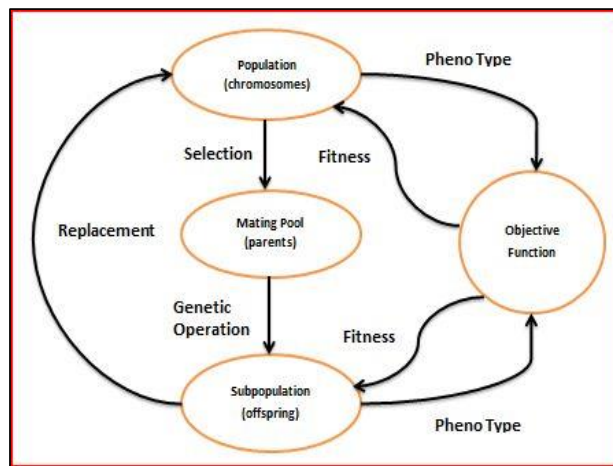 Population
(chromosomes)
Pheno Type
Selection
Fitness
Replacement
Mating Pool
(parents)
Objective
Function
Genetic
Operation
Fitness
Subpopulation
(offspring)
Pheno Type